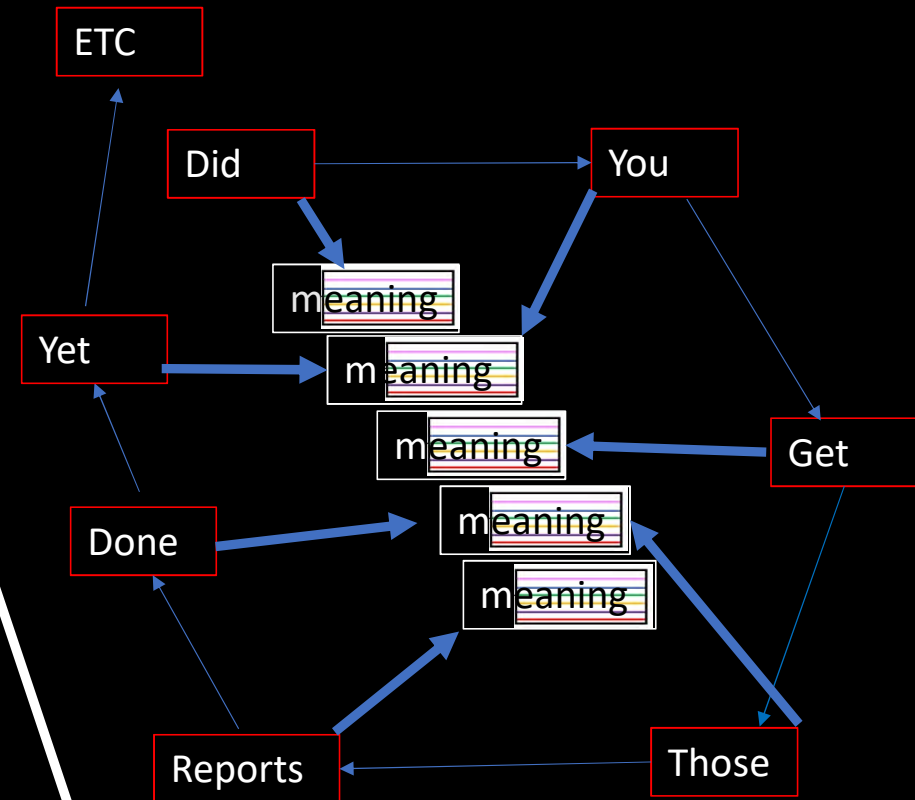 ETC
Did
You
meaning
Yet
meaning
meaning
Get
meaning
Done
meaning
Reports
Those